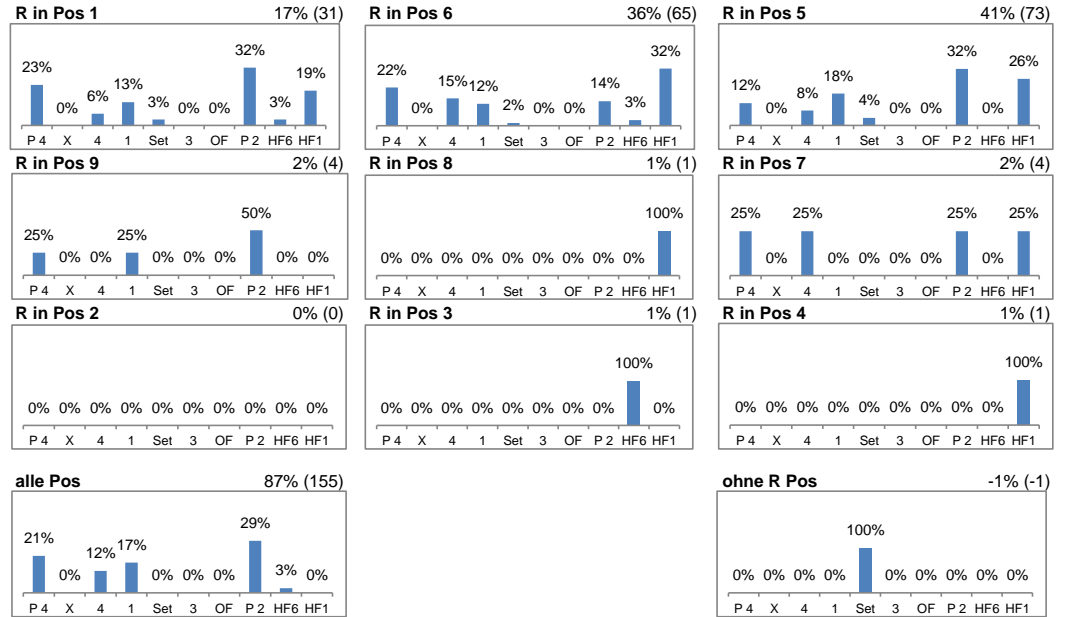 R in Pos 1 17% (31)
23% 0% 6% 13% 3% 0% 0% 32% 3% 19%
P 4 X 4 1 Set 3 OF P 2 HF6 HF1
R in Pos 6 36% (65)
22% 0% 15% 12% 2% 0% 0% 14% 3% 32%
P 4 X 4 1 Set 3 OF P 2 HF6 HF1
R in Pos 5 41% (73)
12% 0% 8% 18% 4% 0% 0% 32% 0% 26%
P 4 X 4 1 Set 3 OF P 2 HF6 HF1
R in Pos 9 2% (4)
25% 0% 0% 25% 0% 0% 0% 50% 0% 0%
P 4 X 4 1 Set 3 OF P 2 HF6 HF1
R in Pos 8 1% (1)
0% 0% 0% 0% 0% 0% 0% 0% 0% 100%
P 4 X 4 1 Set 3 OF P 2 HF6 HF1
R in Pos 7 2% (4)
25% 0% 25% 0% 0% 0% 0% 25% 0% 25%
P 4 X 4 1 Set 3 OF P 2 HF6 HF1
R in Pos 2 0% (0)
0% 0% 0% 0% 0% 0% 0% 0% 0% 0%
P 4 X 4 1 Set 3 OF P 2 HF6 HF1
R in Pos 3 1% (1)
0% 0% 0% 0% 0% 0% 0% 0% 100% 0%
P 4 X 4 1 Set 3 OF P 2 HF6 HF1
R in Pos 4 1% (1)
0% 0% 0% 0% 0% 0% 0% 0% 0% 100%
P 4 X 4 1 Set 3 OF P 2 HF6 HF1
alle Pos 87% (155)
21% 0% 12% 17% 0% 0% 0% 29% 3% 0%
P 4 X 4 1 Set 3 OF P 2 HF6 HF1
ohne R Pos -1% (-1)
0% 0% 0% 0% 100% 0% 0% 0% 0% 0%
P 4 X 4 1 Set 3 OF P 2 HF6 HF1